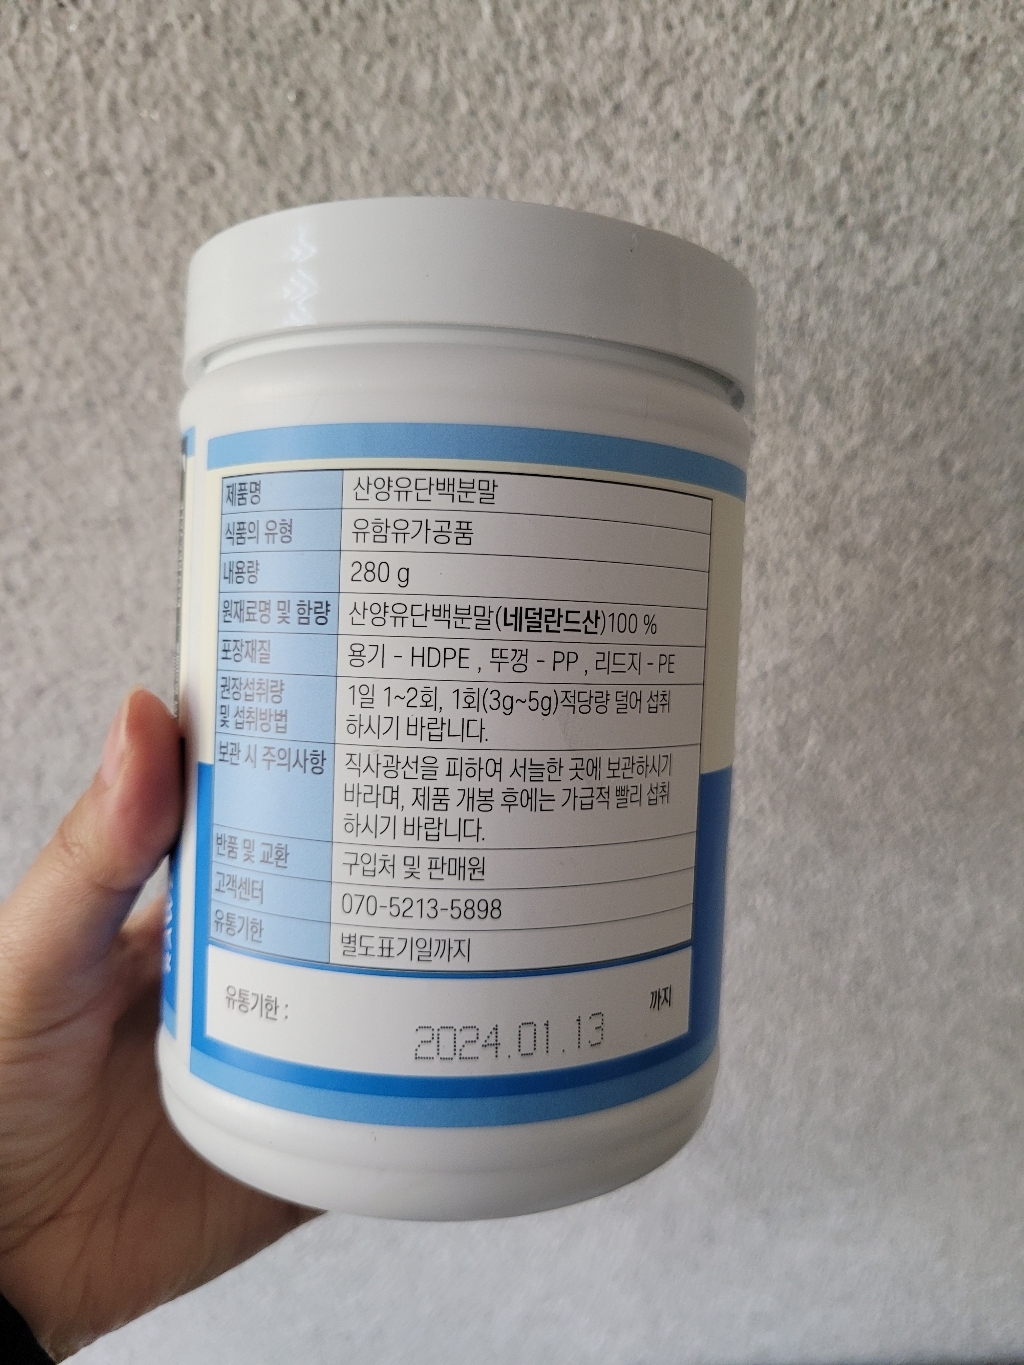 제품명 산양유단백분말
식품의 유형 유함유가공품
내용량 280 g
원재료명 및 함량 산양유단백분말(네덜란드산)100 %
포장재질 용기 - HDPE , 뚜껑 - PP , 리드지 - PE
권장섭취량 1일 1~2회, 1회(3g~5g)적당량 덜어 섭취
및 섭취방법 하시기 바랍니다.
보관 시 주의사항 직사광선을 피하여 서늘한 곳에 보관하시기
바라며, 제품 개봉 후에는 가급적 빨리 섭취
하시기 바랍니다.
반품 및 교환 구입처 및 판매원
고객센터 070-5213-5898
유통기한 별도표기일까지
유통기한 : 까지
2024.01.13